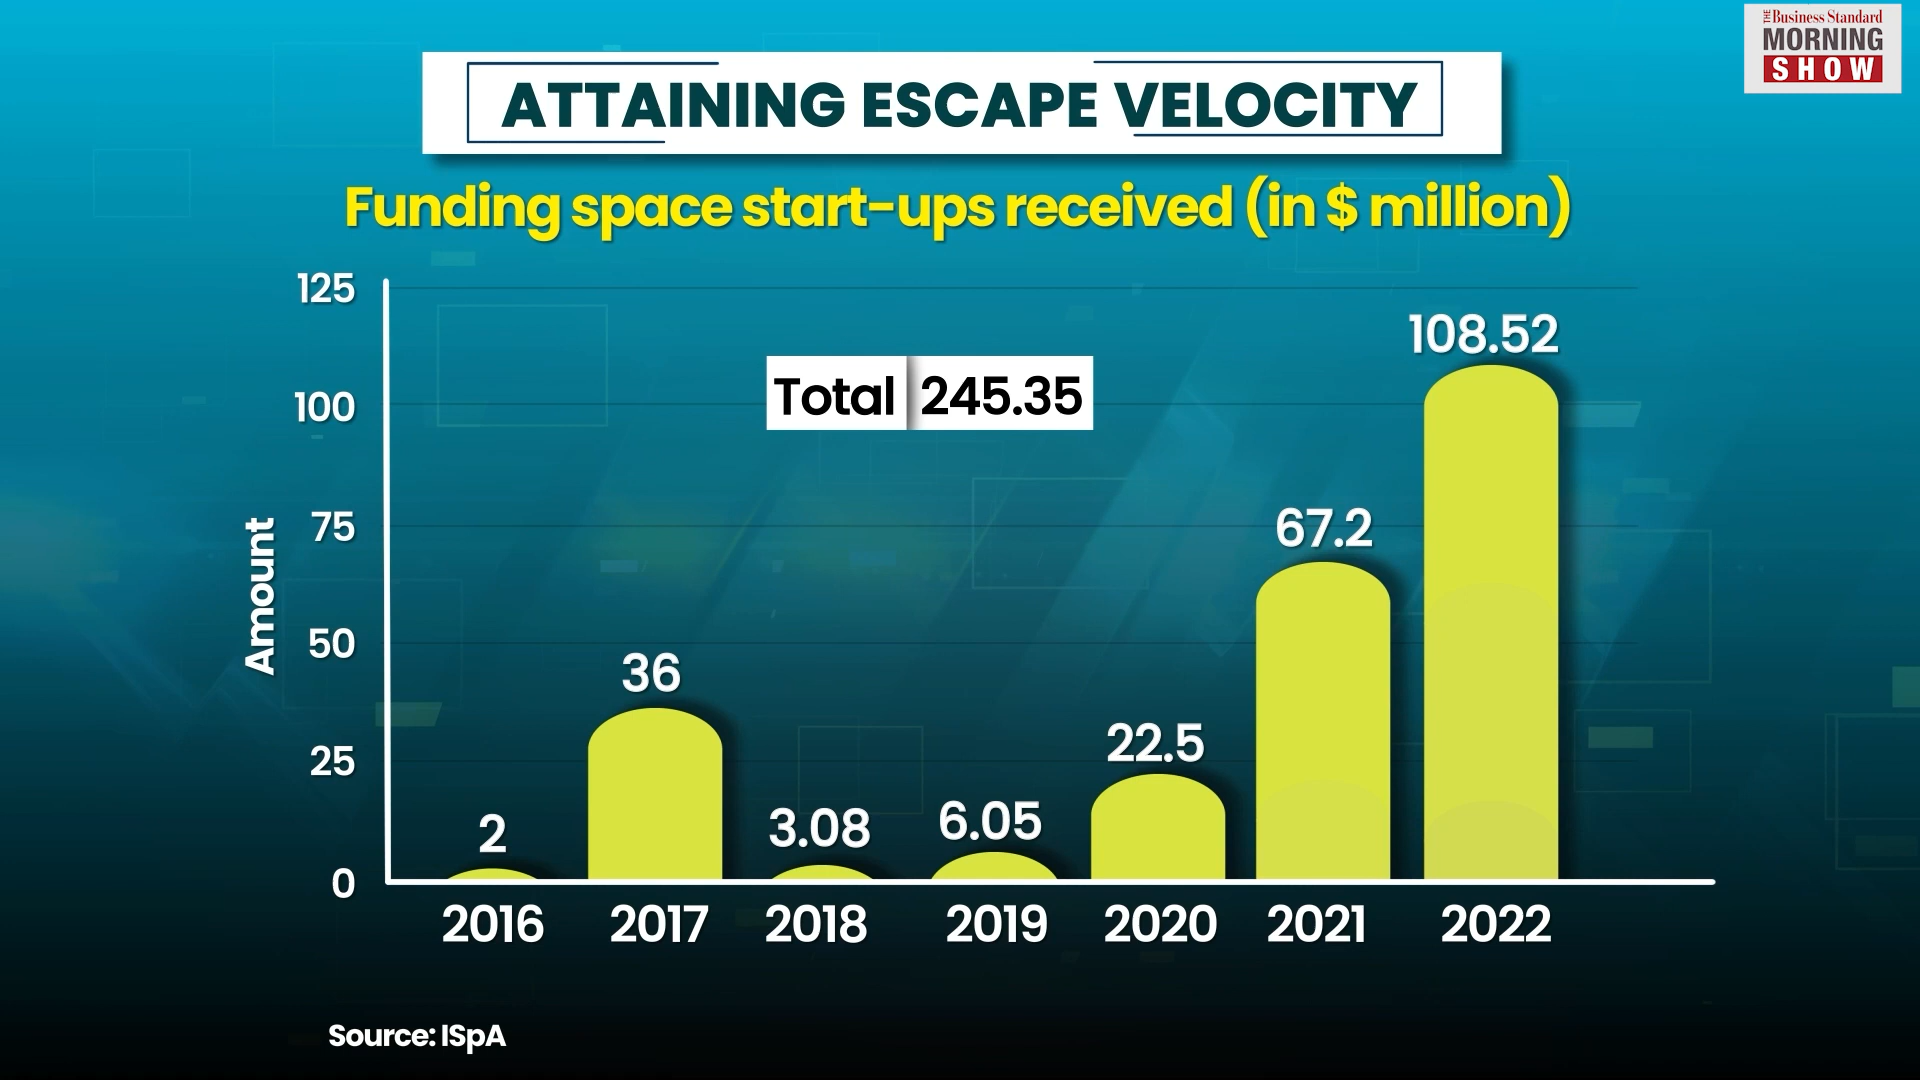 THE Business Standard
MORNING
SHOW
ATTAINING ESCAPE VELOCITY
Funding space start-ups received (in $ million)
125
100
75
50
25
0
Amount
Total 245.35
2
36
3.08
6.05
22.5
67.2
108.52
2016 2017 2018 2019 2020 2021 2022
Source: ISpA